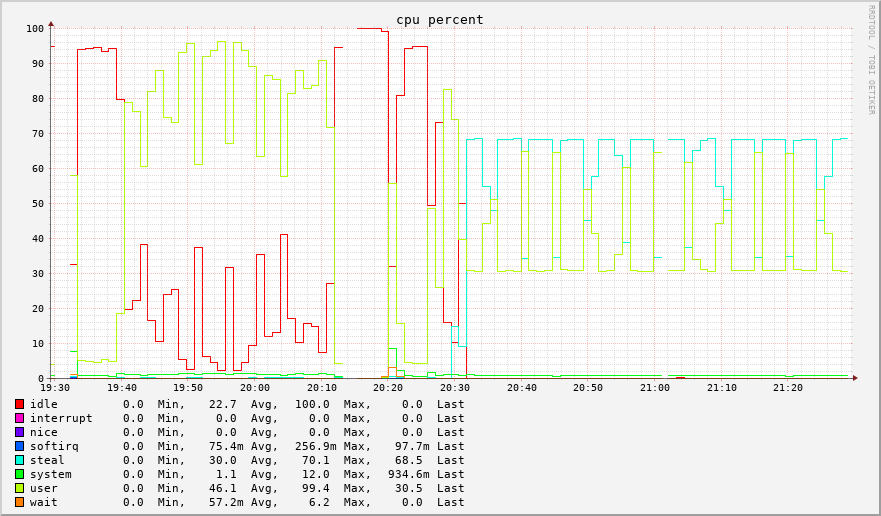 cpu percent
RRDTOOL / TOBI OETIKER
100
90
80
70
60
50
40
30
20
10
0
19:30 19:40 19:50 20:00 20:10 20:20 20:30 20:40 20:50 21:00 21:10 21:20
idle 0.0 Min, 22.7 Avg, 100.0 Max, 0.0 Last
interrupt 0.0 Min, 0.0 Avg, 0.0 Max, 0.0 Last
nice 0.0 Min, 0.0 Avg, 0.0 Max, 0.0 Last
softirq 0.0 Min, 75.4m Avg, 256.9m Max, 97.7m Last
steal 0.0 Min, 30.0 Avg, 70.1 Max, 68.5 Last
system 0.0 Min, 1.1 Avg, 12.0 Max, 934.6m Last
user 0.0 Min, 46.1 Avg, 99.4 Max, 30.5 Last
wait 0.0 Min, 57.2m Avg, 6.2 Max, 0.0 Last